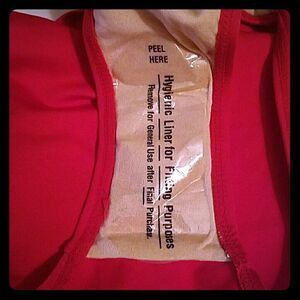 PEEL
HERE
Hygienic Liner for Fitting Purposes
Remove for General Use after Final Purchase.